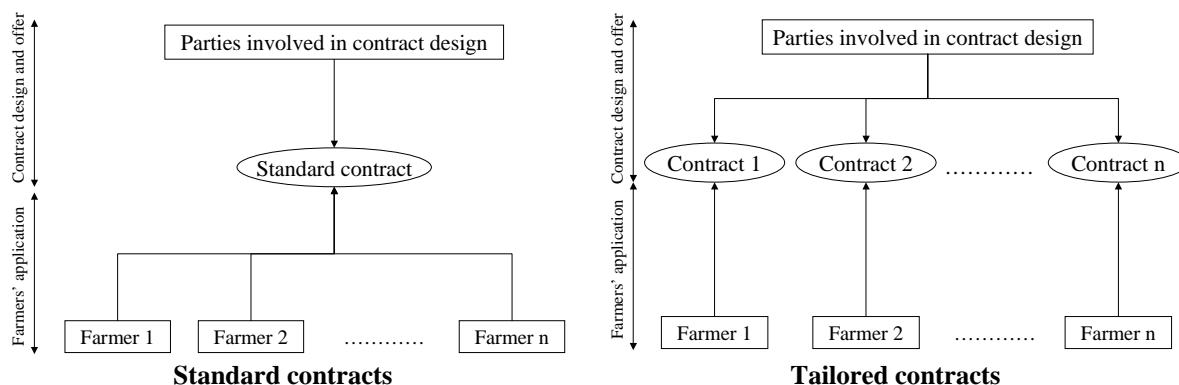 Contract design and offer
Parties involved in contract design
Standard contract
Farmers' application
Farmer 1 Farmer 2 ………… Farmer n
Standard contracts
Contract design and offer
Parties involved in contract design
Contract 1 Contract 2 ………… Contract n
Farmers' application
Farmer 1 Farmer 2 ………… Farmer n
Tailored contracts